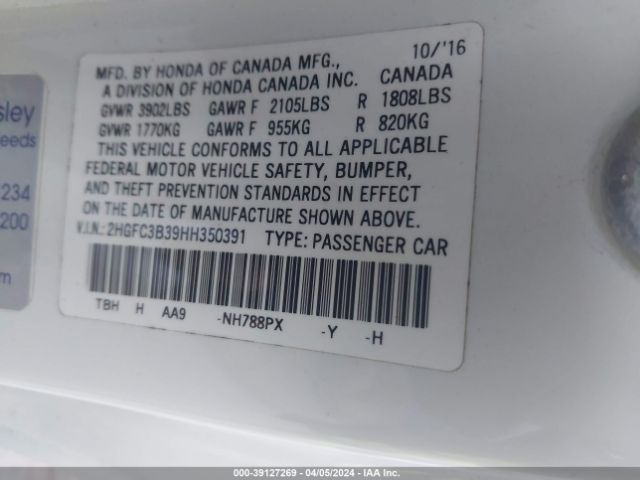 10/'16
MFD. BY HONDA OF CANADA MFG.,
A DIVISION OF HONDA CANADA INC. CANADA
GVWR 3902LBS GAWR F 2105LBS R 1808LBS
GVWR 1770KG GAWR F 955KG R 820KG
THIS VEHICLE CONFORMS TO ALL APPLICABLE
FEDERAL MOTOR VEHICLE SAFETY, BUMPER,
AND THEFT PREVENTION STANDARDS IN EFFECT
ON THE DATE OF MANUFACTURE SHOWN ABOVE.
V.I.N.: 2HGFC3B39HH350391 TYPE: PASSENGER CAR
TBH H AA9 -NH788PX -Y -H
sley
eeds
234
200
m
000-39127269 - 04/05/2024 - IAA Inc.